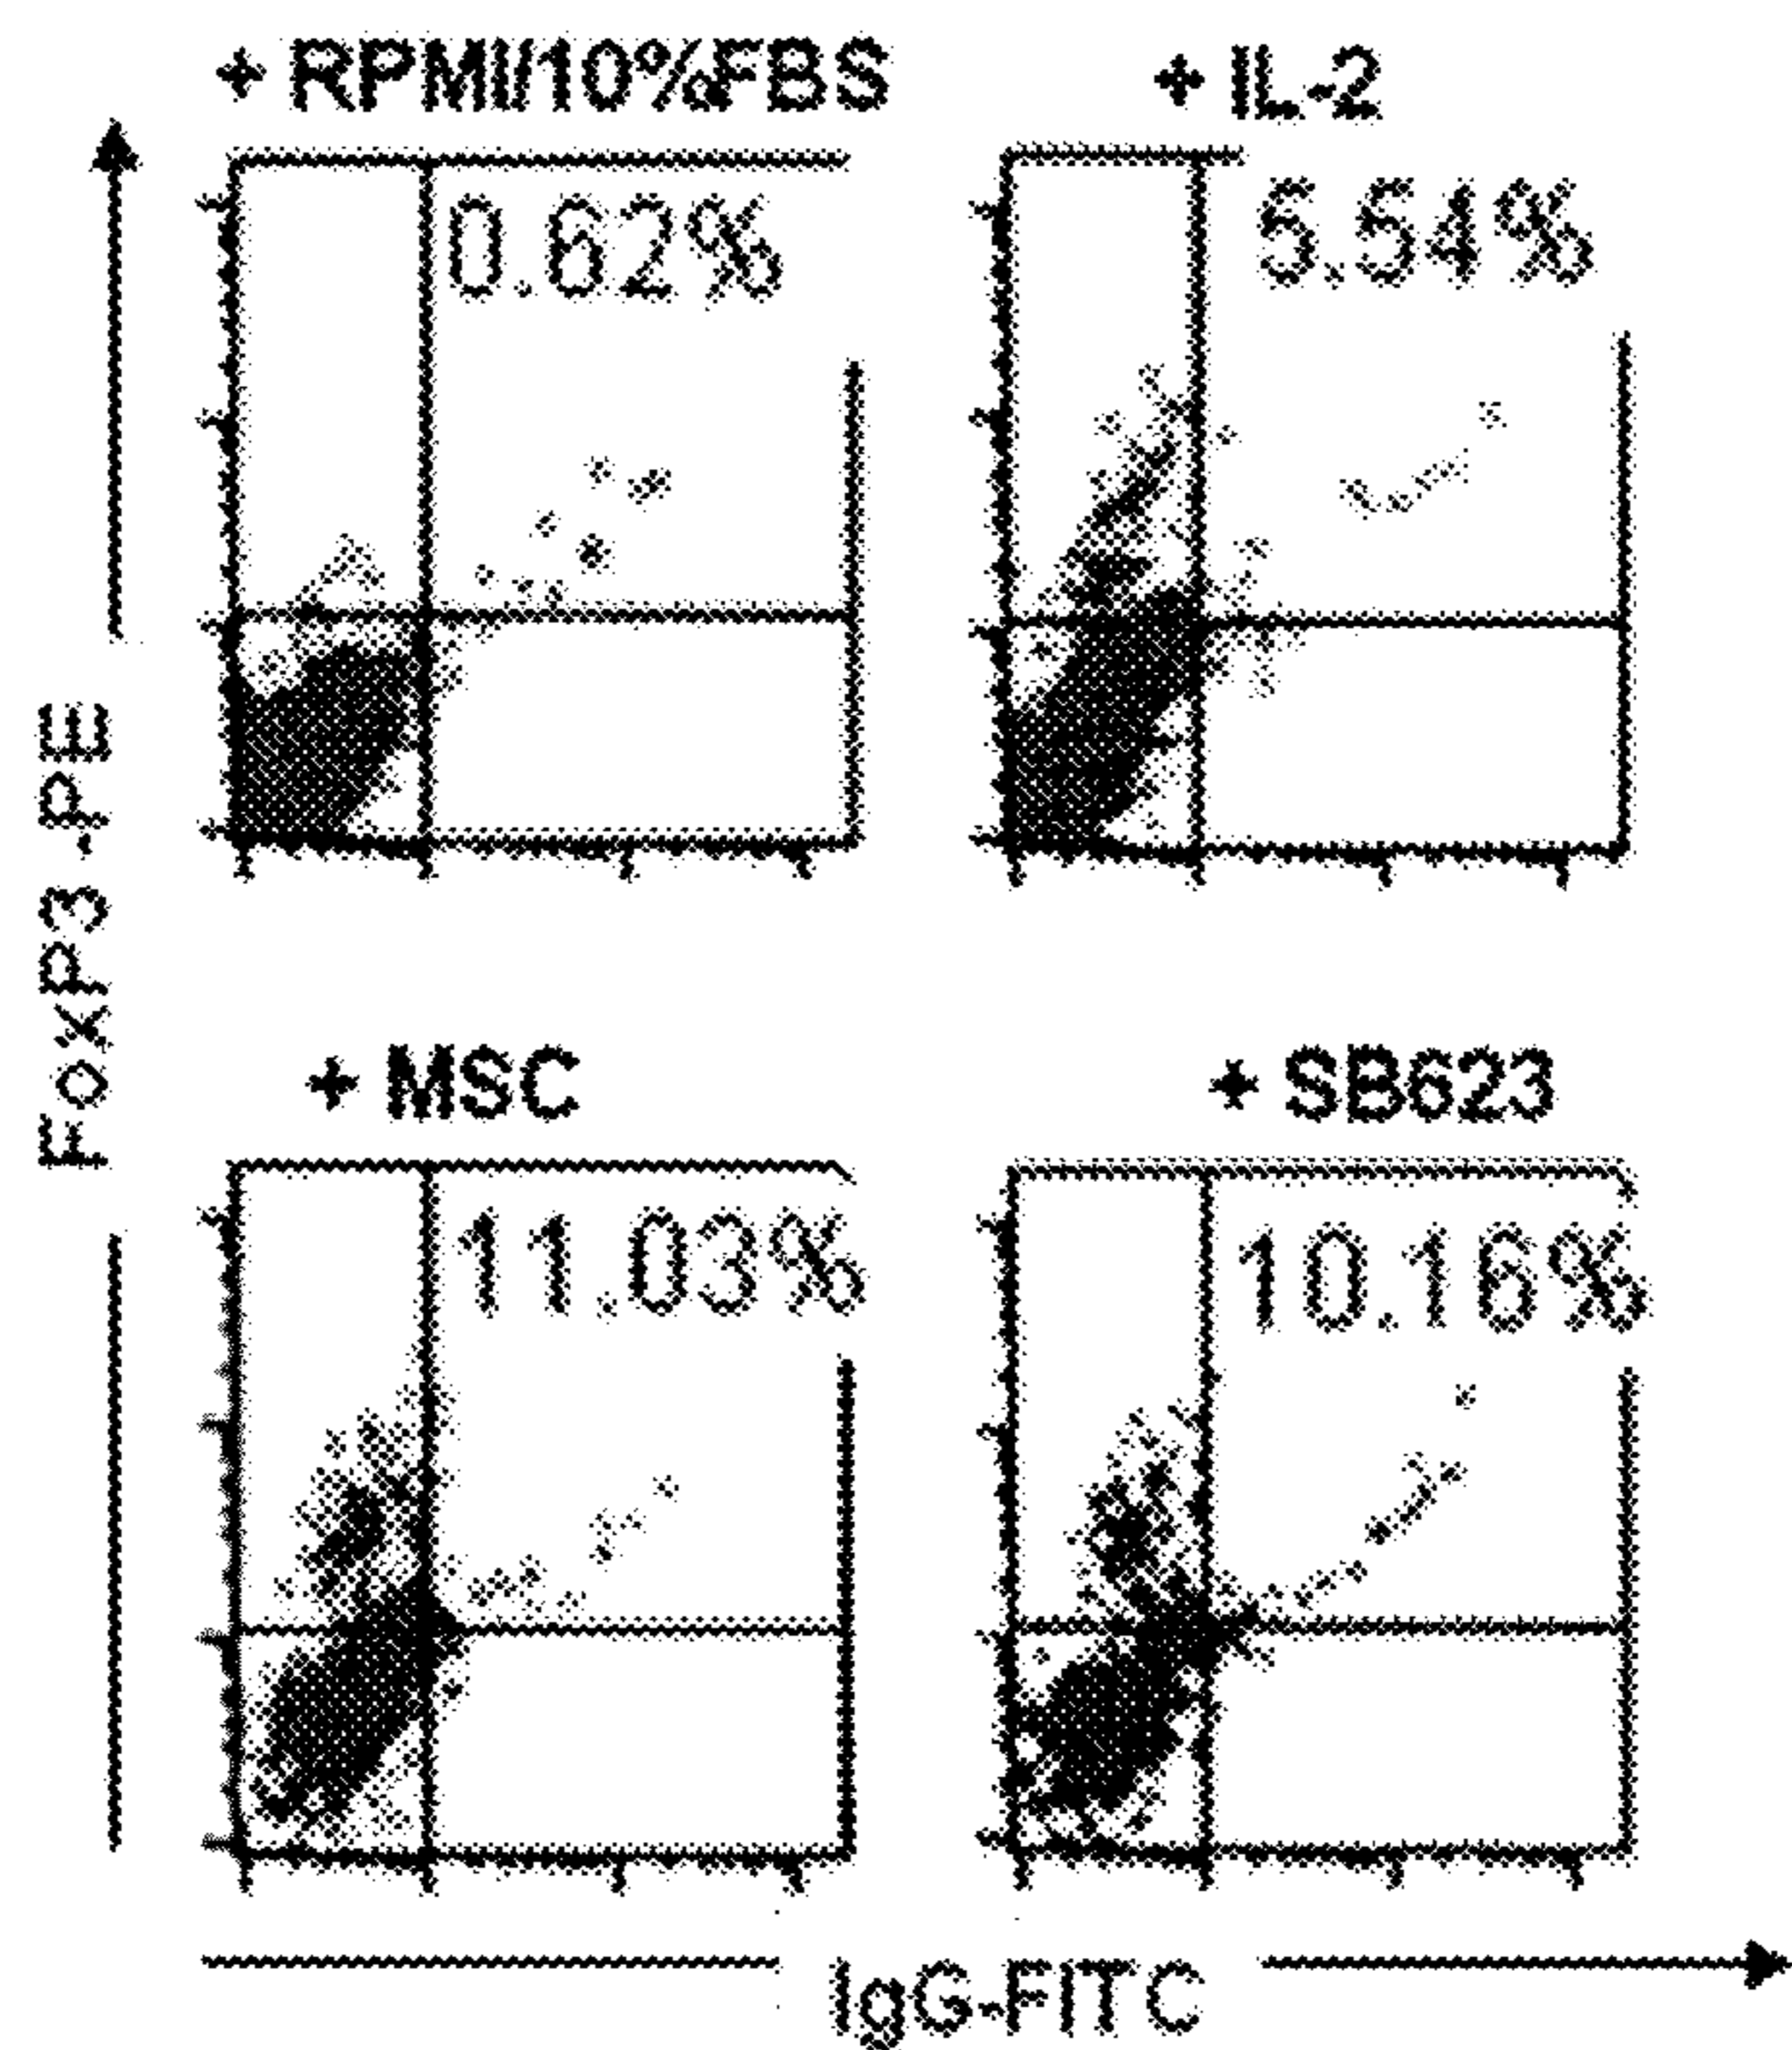 + RPMI/10%FBS
+ IL-2
0.62%
5.54%
FoxP3 -PE
+ MSC
+ SB623
11.03%
10.16%
IgG-FITC